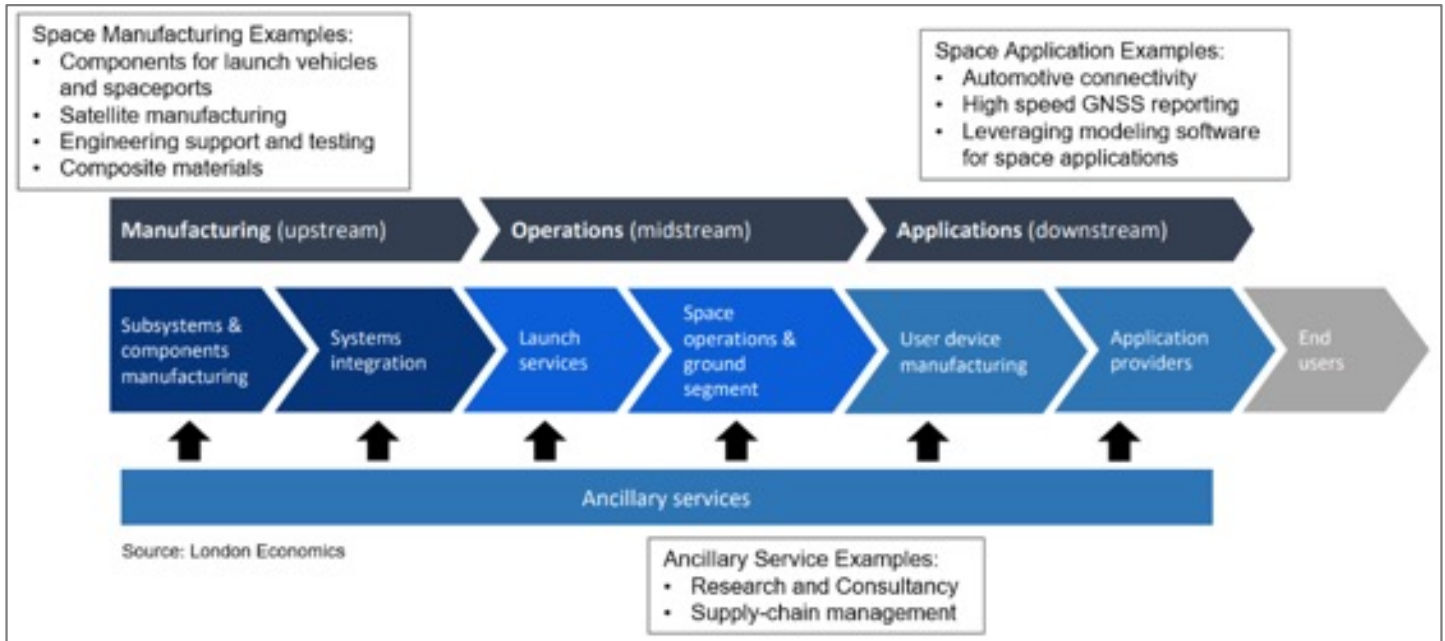 Space Manufacturing Examples:
• Components for launch vehicles
and spaceports
• Satellite manufacturing
• Engineering support and testing
• Composite materials
Space Application Examples:
• Automotive connectivity
• High speed GNSS reporting
• Leveraging modeling software
for space applications
Manufacturing (upstream)
Operations (midstream)
Applications (downstream)
Subsystems &
components
manufacturing
Systems
integration
Launch
services
Space
operations &
ground
segment
User device
manufacturing
Application
providers
End
users
Ancillary services
Source: London Economics
Ancillary Service Examples:
• Research and Consultancy
• Supply-chain management